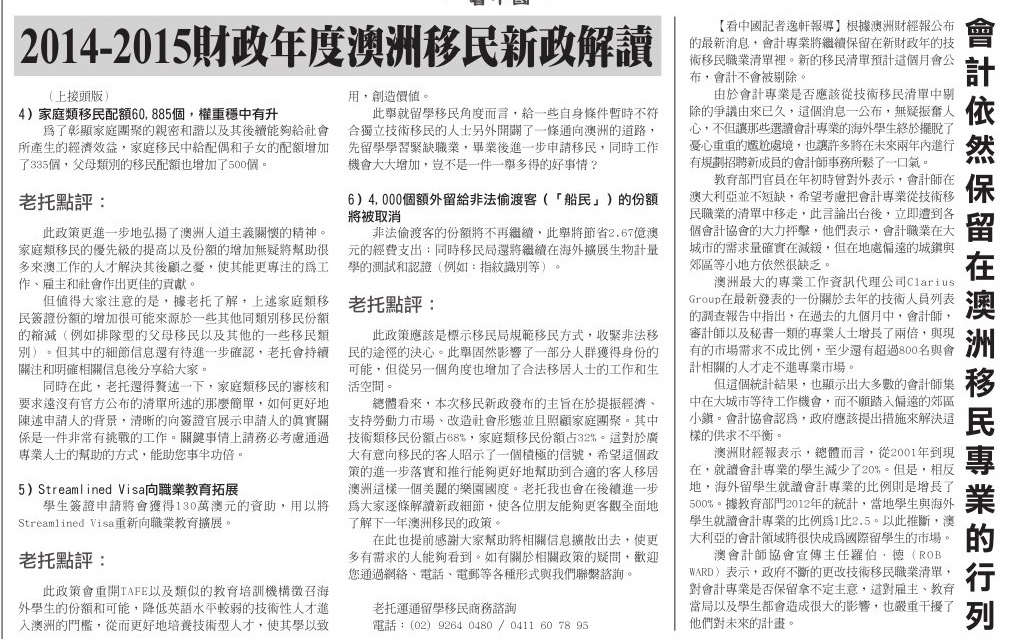 看中國
2014-2015財政年度澳洲移民新政解讀
（上接頭版）
4）家庭類移民配額60,885個，權重穩中有升
爲了彰顯家庭團聚的親密和諧以及其後續能夠給社會
所產生的經濟效益，家庭移民中給配偶和子女的配額增加
了335個，父母類別的移民配額也增加了500個。
老托點評：
此政策更進一步地弘揚了澳洲人道主義關懷的精神。
家庭類移民的優先級的提高以及份額的增加無疑將幫助很
多來澳工作的人才解決其後顧之憂，使其能更專注的爲工
作、雇主和社會作出更佳的貢獻。
但值得大家注意的是，據老托了解，上述家庭類移
民簽證份額的增加很可能來源於一些其他同類別移民份額
的縮減（例如排隊型的父母移民以及其他的一些移民類
別）。但其中的細節信息還有待進一步確認，老托會持續
關注和明確相關信息後分享給大家。
同時在此，老托還得贅述一下，家庭類移民的審核和
要求遠沒有官方公布的清單所述的那麼簡單，如何更好地
陳述申請人的背景，清晰的向簽證官展示申請人的眞實關
係是一件非常有挑戰的工作。關鍵事情上請務必考慮通過
專業人士的幫助的方式，能助您事半功倍。
5）Streamlined Visa向職業教育拓展
學生簽證申請將會獲得130萬澳元的資助，用以將
Streamlined Visa重新向職業教育擴展。
老托點評：
此政策會重開TAFE以及類似的教育培訓機構徵召海
外學生的份額和可能，降低英語水平較弱的技術性人才進
入澳洲的門檻，從而更好地培養技術型人才，使其學以致
用，創造價值。
此舉就留學移民角度而言，給一些自身條件暫時不符
合獨立技術移民的人士另外開闢了一條通向澳洲的道路，
先留學學習緊缺職業，畢業後進一步申請移民，同時工作
機會大大增加，豈不是一件一舉多得的好事情？
6）4,000個額外留給非法偷渡客（「船民」）的份額
將被取消
非法偷渡客的份額將不再繼續，此舉將節省2.67億澳
元的經費支出；同時移民局還將繼續在海外擴展生物計量
學的測試和認證（例如：指紋識別等）。
老托點評：
此政策應該是標示移民局規範移民方式，收緊非法移
民的途徑的決心。此舉固然影響了一部分人群獲得身份的
可能，但從另一個角度也增加了合法移居人士的工作和生
活空間。
總體看來，本次移民新政發布的主旨在於提振經濟、
支持勞動力市場、改造社會形態並且照顧家庭團聚。其中
技術類移民份額占68%，家庭類移民份額占32%。這對於廣
大有意向移民的客人昭示了一個積極的信號，希望這個政
策的進一步落實和推行能夠更好地幫助到合適的客人移居
澳洲這樣一個美麗的樂園國度。老托我也會在後續進一步
爲大家逐條解讀新政細節，使各位朋友能夠更客觀全面地
了解下一年澳洲移民的政策。
在此也提前感謝大家幫助將相關信息擴散出去，使更
多有需求的人能夠看到。如有關於相關政策的疑問，歡迎
您通過網絡、電話、電郵等各種形式與我們聯繫諮詢。
老托運通留學移民商務諮詢
電話：(02) 9264 0480 / 0411 60 78 95
會計依然保留在澳洲移民專業的行列
【看中國記者逸軒報導】根據澳洲財經報公布
的最新消息，會計專業將繼續保留在新財政年的技
術移民職業清單裡。新的移民清單預計這個月會公
布，會計不會被剔除。
由於會計專業是否應該從技術移民清單中剔
除的爭議由來已久，這個消息一公布，無疑振奮人
心，不但讓那些選讀會計專業的海外學生終於擺脫了
憂心重重的尷尬處境，也讓許多將在未來兩年內進行
有規劃招聘新成員的會計師事務所鬆了一口氣。
教育部門官員在年初時曾對外表示，會計師在
澳大利亞並不短缺，希望考慮把會計專業從技術移
民職業的清單中移走，此言論出台後，立即遭到各
個會計協會的大力抨擊，他們表示，會計職業在大
城市的需求量確實在減緩，但在地處偏遠的城鎮與
郊區等小地方依然很缺乏。
澳洲最大的專業工作資訊代理公司Clarius
Group在最新發表的一份關於去年的技術人員列表
的調查報告中指出，在過去的九個月中，會計師，
審計師以及秘書一類的專業人士增長了兩倍，與現
有的市場需求不成比例，至少還有超過800名與會
計相關的人才走不進專業市場。
但這個統計結果，也顯示出大多數的會計師集
中在大城市等待工作機會，而不願踏入偏遠的郊區
小鎮。會計協會認爲，政府應該提出措施來解決這
樣的供求不平衡。
澳洲財經報表示，總體而言，從2001年到現
在，就讀會計專業的學生減少了20%。但是，相反
地，海外留學生就讀會計專業的比例則是增長了
500%。據教育部門2012年的統計，當地學生與海外
學生就讀會計專業的比例爲1比2.5。以此推斷，澳
大利亞的會計領域將很快成爲國際留學生的市場。
澳會計師協會宣傳主任羅伯．德（ROB
WARD）表示，政府不斷的更改技術移民職業清單，
對會計專業是否保留拿不定主意，這對雇主、教育
當局以及學生都會造成很大的影響，也嚴重干擾了
他們對未來的計畫。